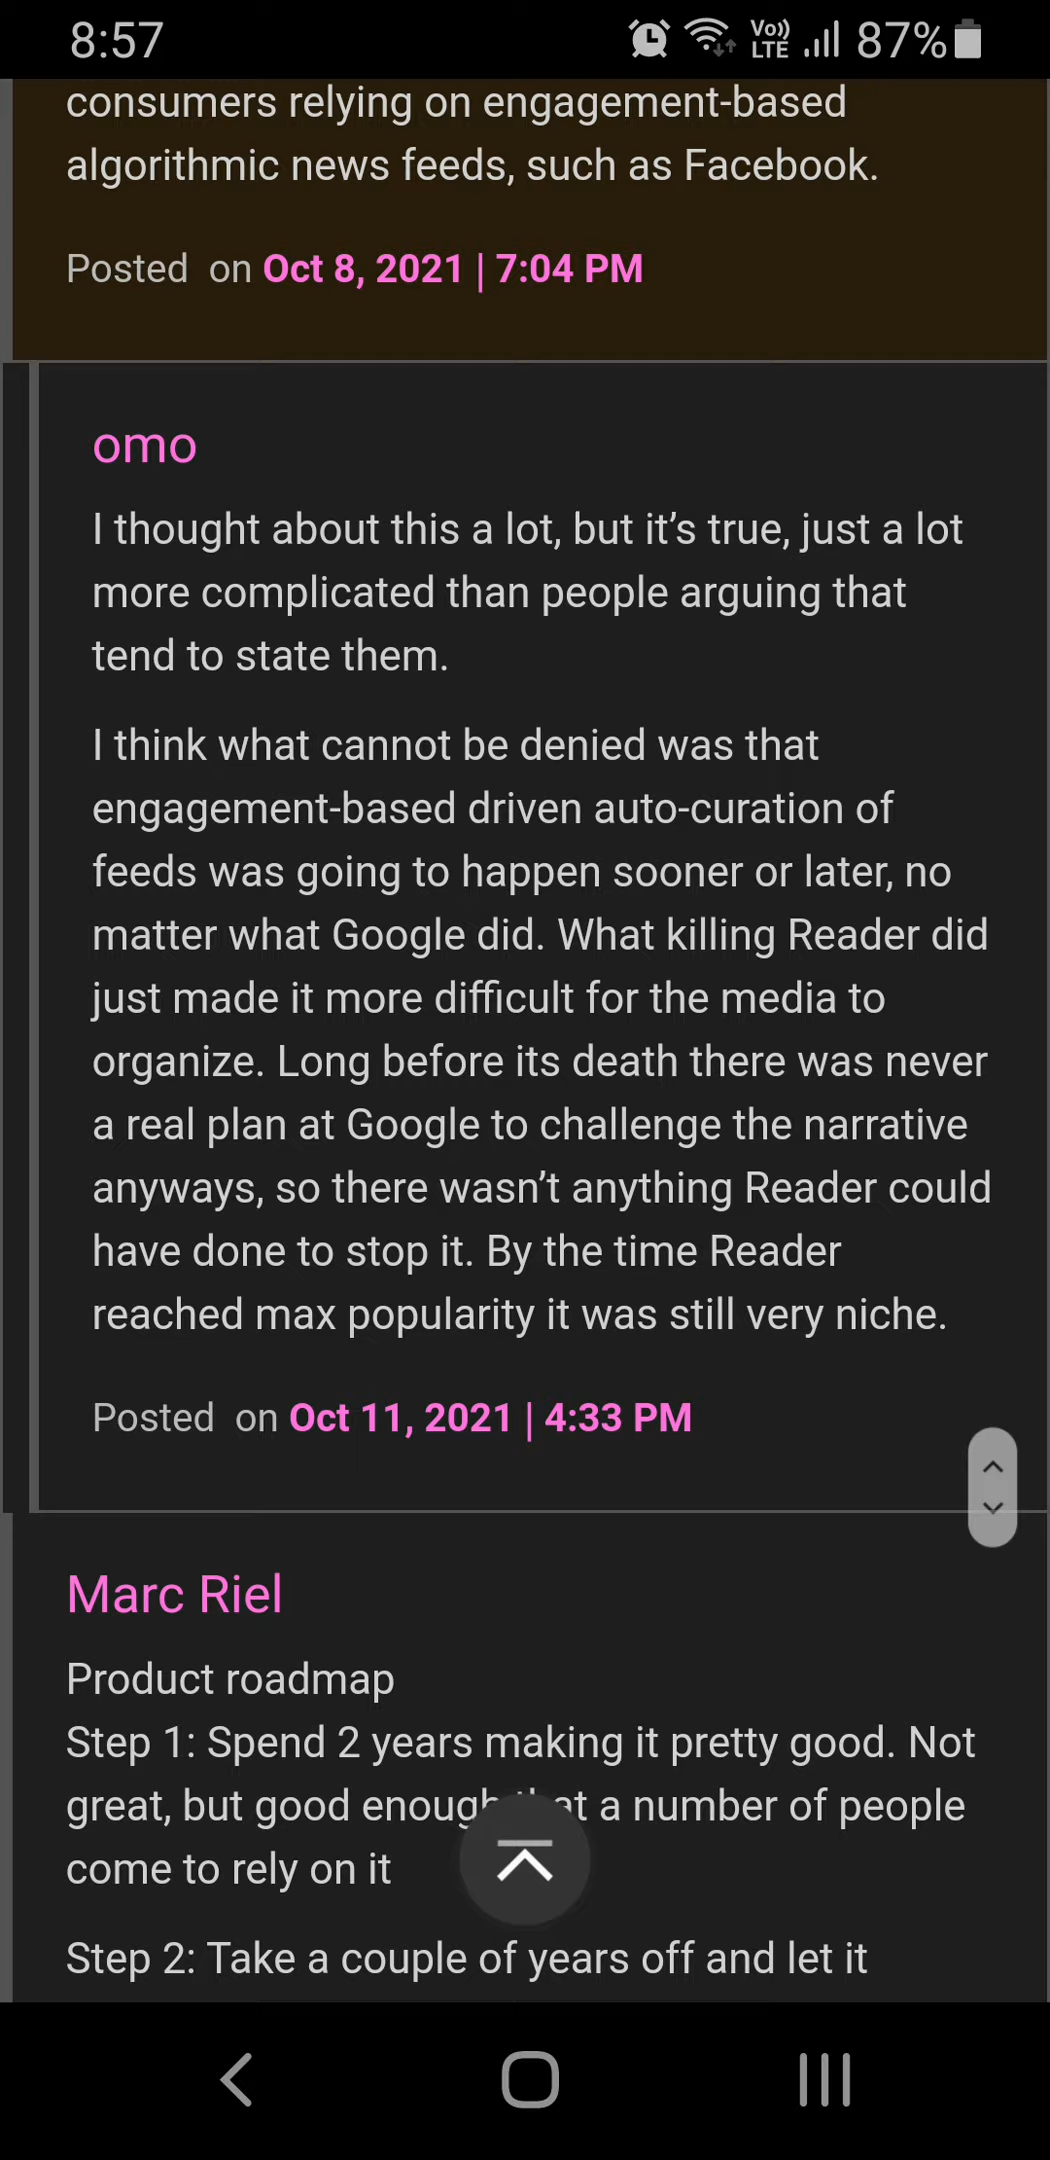 8:57
Vo))
LTE
87%
consumers relying on engagement-based
algorithmic news feeds, such as Facebook.
Posted on Oct 8, 2021 | 7:04 PM
omo
I thought about this a lot, but it’s true, just a lot
more complicated than people arguing that
tend to state them.
I think what cannot be denied was that
engagement-based driven auto-curation of
feeds was going to happen sooner or later, no
matter what Google did. What killing Reader did
just made it more difficult for the media to
organize. Long before its death there was never
a real plan at Google to challenge the narrative
anyways, so there wasn’t anything Reader could
have done to stop it. By the time Reader
reached max popularity it was still very niche.
Posted on Oct 11, 2021 | 4:33 PM
Marc Riel
Product roadmap
Step 1: Spend 2 years making it pretty good. Not
great, but good enough that a number of people
come to rely on it
Step 2: Take a couple of years off and let it